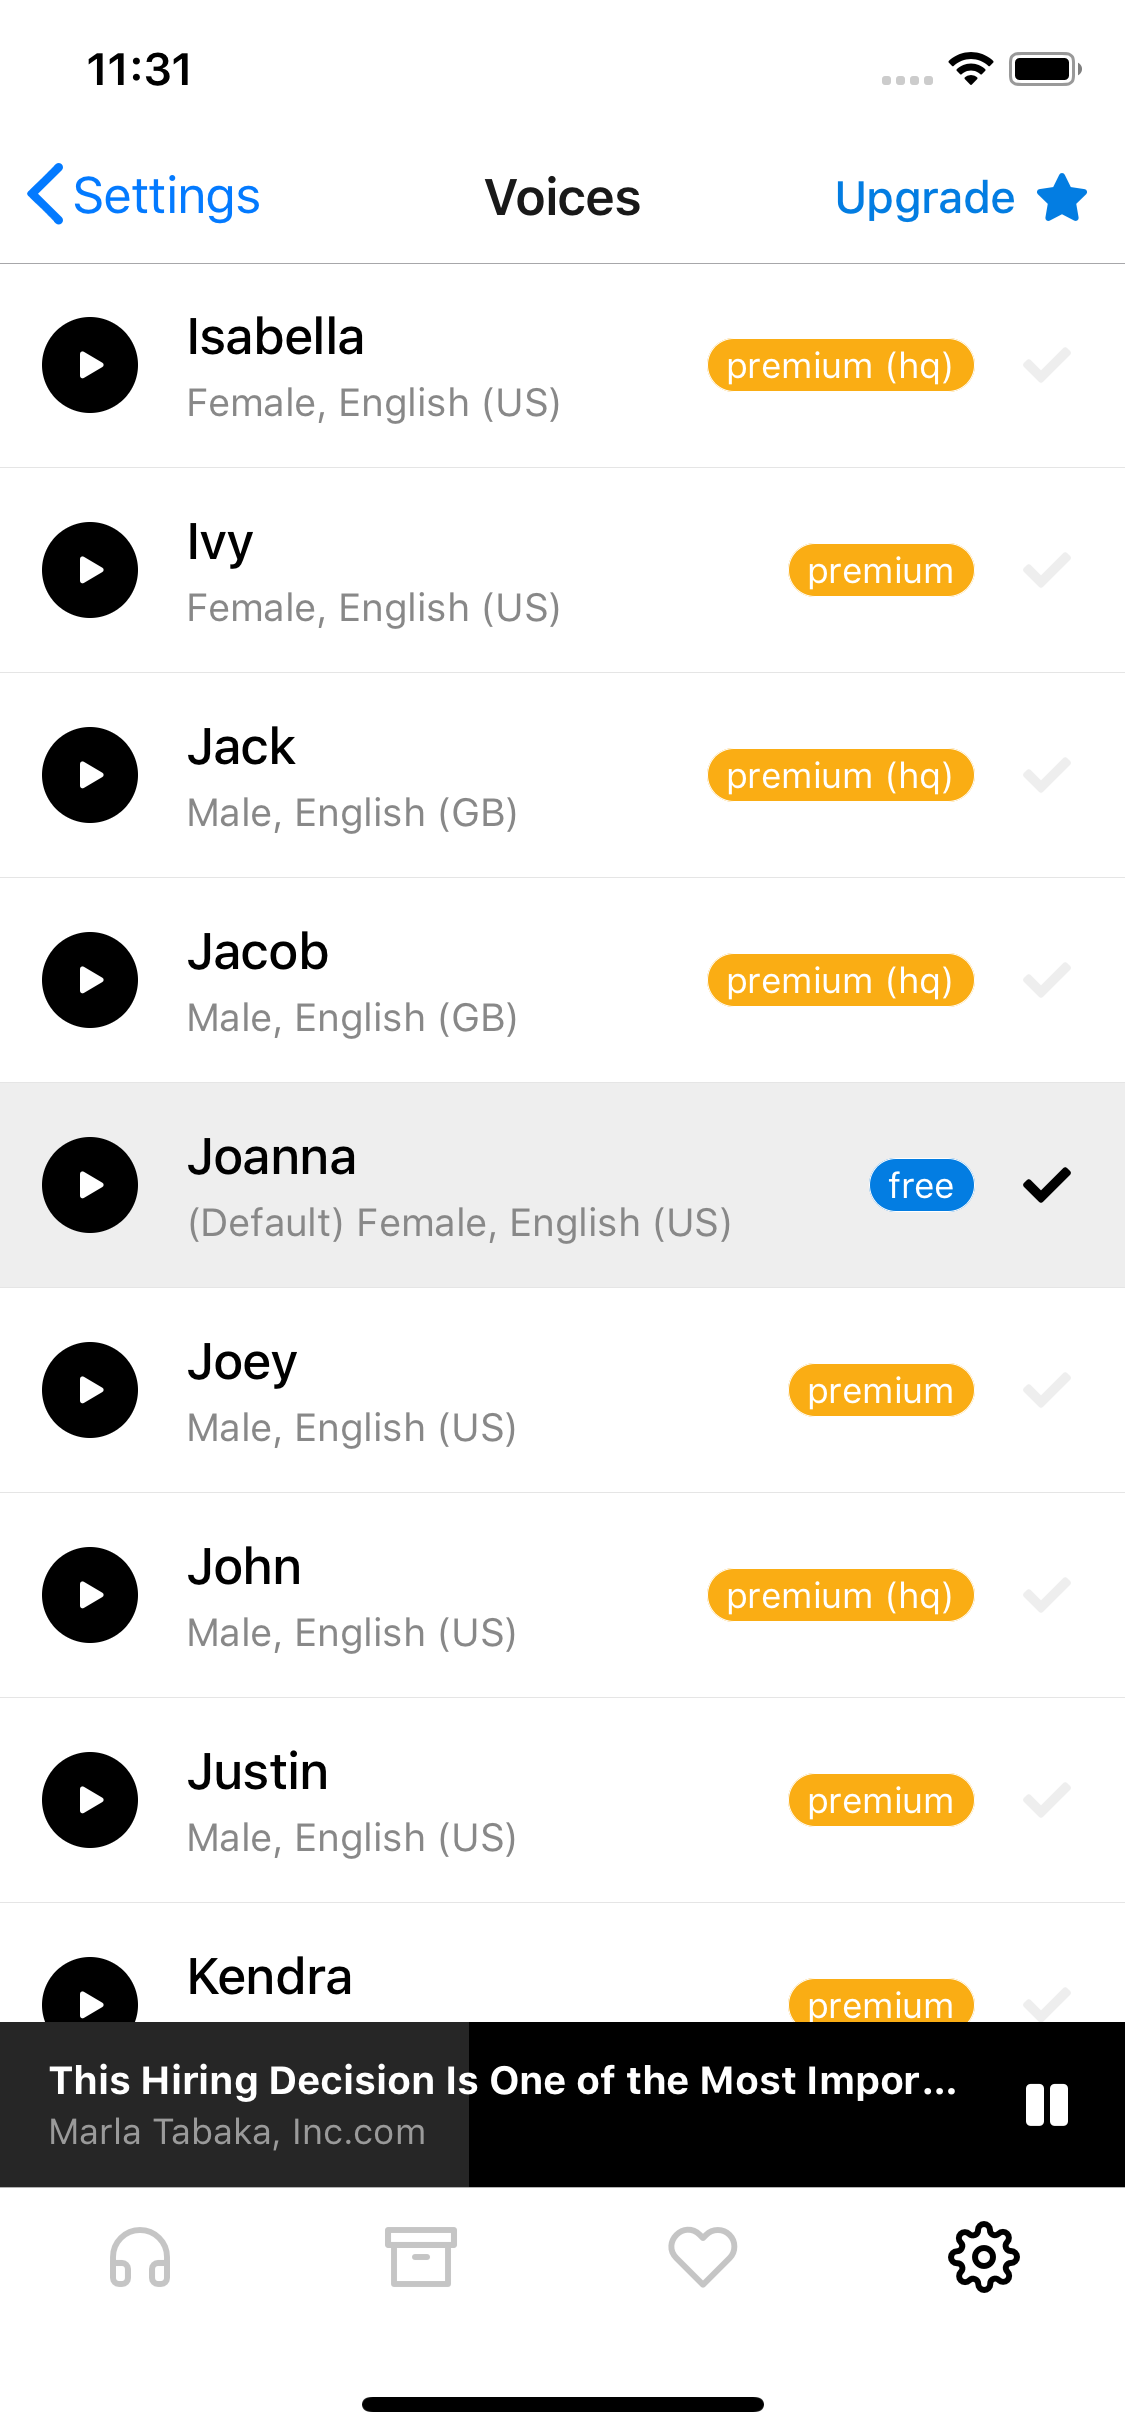 11:31
Settings
Voices
Upgrade
Isabella
Female, English (US)
premium (hq)
Ivy
Female, English (US)
premium
Jack
Male, English (GB)
premium (hq)
Jacob
Male, English (GB)
premium (hq)
Joanna
(Default) Female, English (US)
free
Joey
Male, English (US)
premium
John
Male, English (US)
premium (hq)
Justin
Male, English (US)
premium
Kendra
premium
This Hiring Decision Is One of the Most Impor...
Marla Tabaka, Inc.com